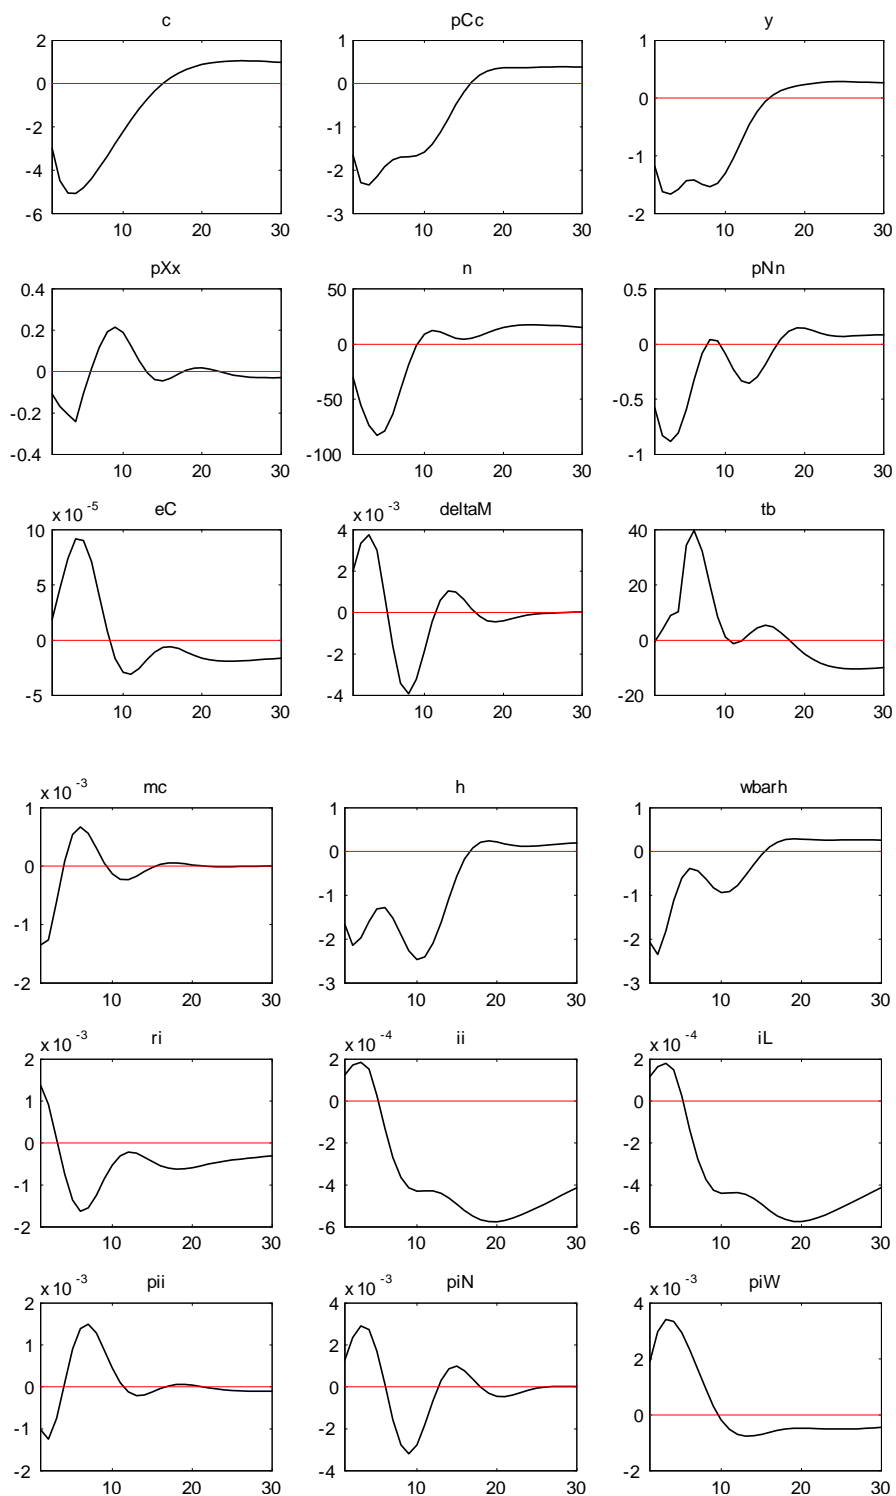 c pCc y
2 1 1
0 0 0
-2 -1 -1
-4 -2 -2
-6 -3
10 20 30 10 20 30 10 20 30
pXx n pNn
0.4 50 0.5
0.2 0 0
0 -50 -0.5
-0.2 -100 -1
-0.4
10 20 30 10 20 30 10 20 30
eC deltaM tb
x 10 -5 x 10 -3
10 4 40
5 2 20
0 0 0
-5 -2 -20
-4
10 20 30 10 20 30 10 20 30
mc h wbarh
x 10 -3
1 1 1
0 0 0
-1 -1 -1
-2 -2 -2
-3 -3
10 20 30 10 20 30 10 20 30
ri ii iL
x 10 -3 x 10 -4 x 10 -4
2 2 2
1 0 0
0 -2 -2
-1 -4 -4
-2 -6 -6
10 20 30 10 20 30 10 20 30
pii piN piW
x 10 -3 x 10 -3 x 10 -3
2 4 4
1 2 2
0 0 0
-1 -2 -2
-2 -4
10 20 30 10 20 30 10 20 30